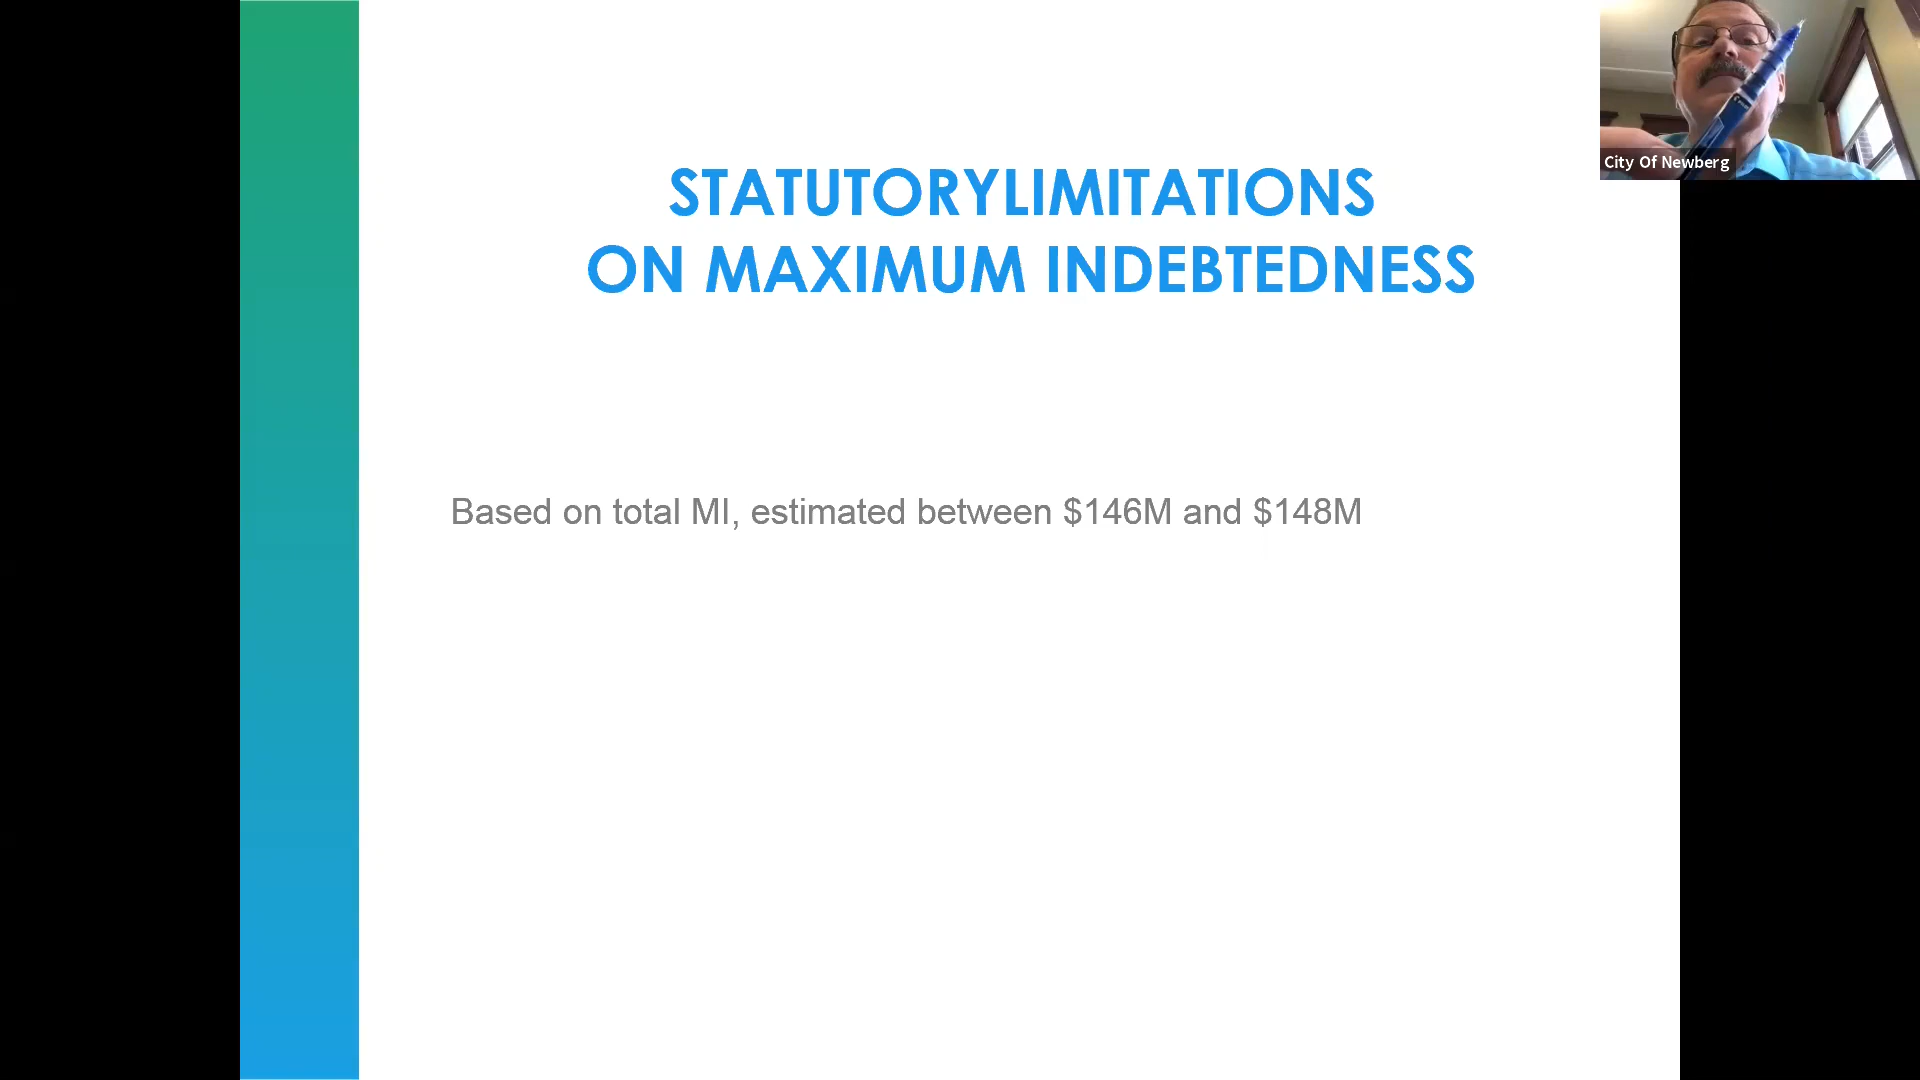 STATUTORYLIMITATIONS
ON MAXIMUM INDEBTEDNESS
Based on total MI, estimated between $146M and $148M
City Of Newberg